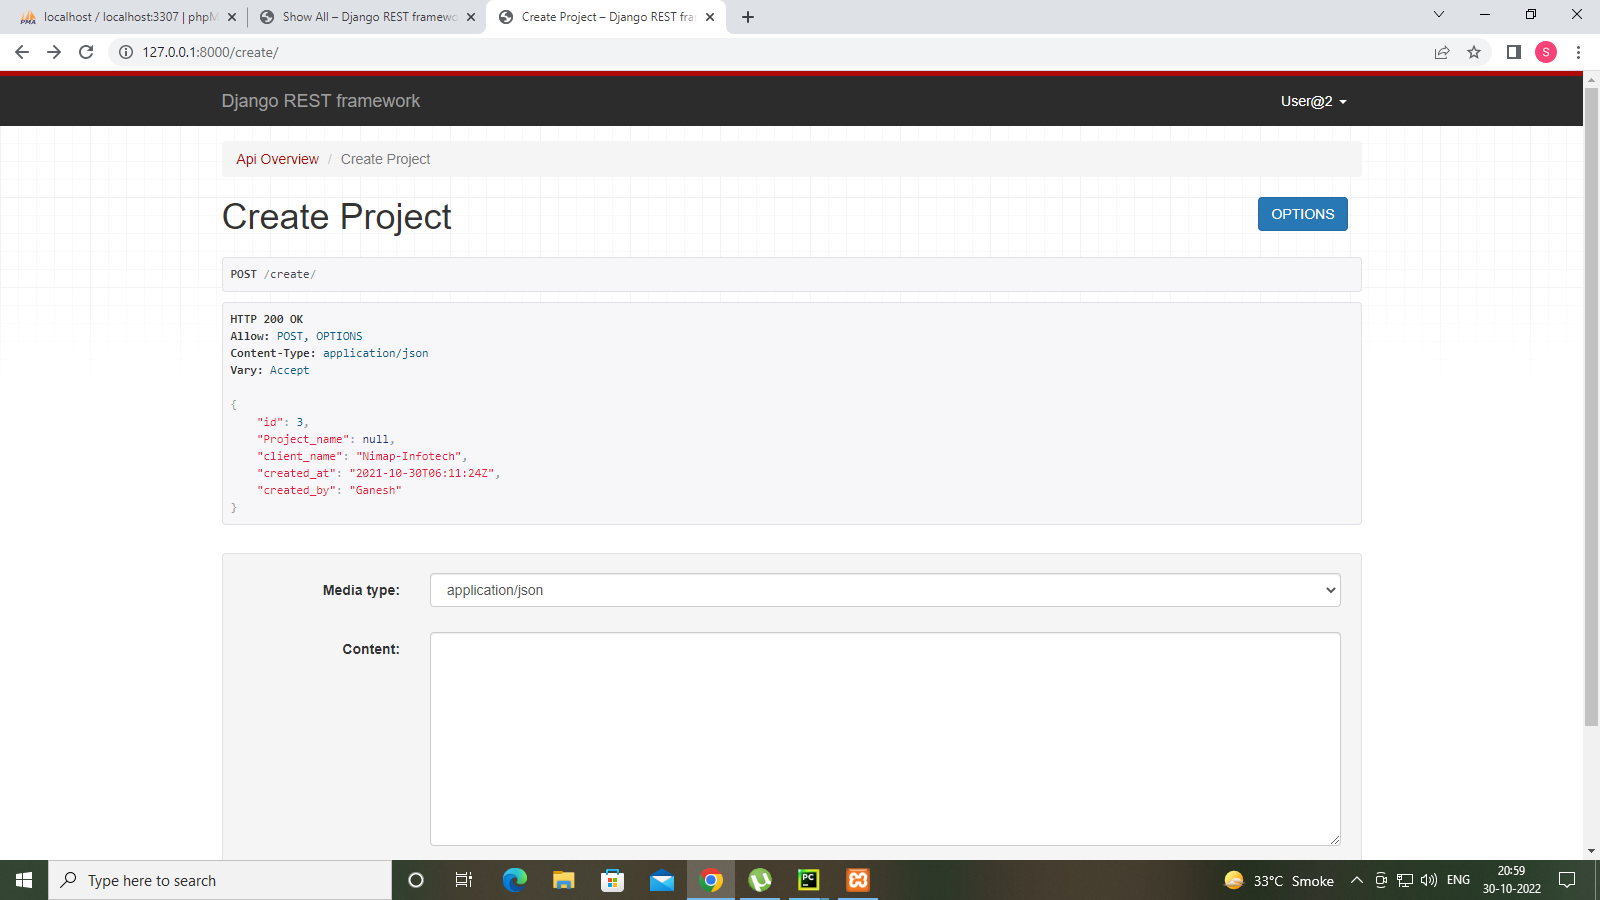 localhost / localhost:3307 | phpM
Show All – Django REST framewo
Create Project – Django REST fra
127.0.0.1:8000/create/
S
Django REST framework
User@2
Api Overview / Create Project
Create Project
OPTIONS
POST /create/
HTTP 200 OK
Allow: POST, OPTIONS
Content-Type: application/json
Vary: Accept
{
"id": 3,
"Project_name": null,
"client_name": "Nimap-Infotech",
"created_at": "2021-10-30T06:11:24Z",
"created_by": "Ganesh"
}
Media type:
application/json
Content:
Type here to search
PC
33°C Smoke
ENG
20:59
30-10-2022